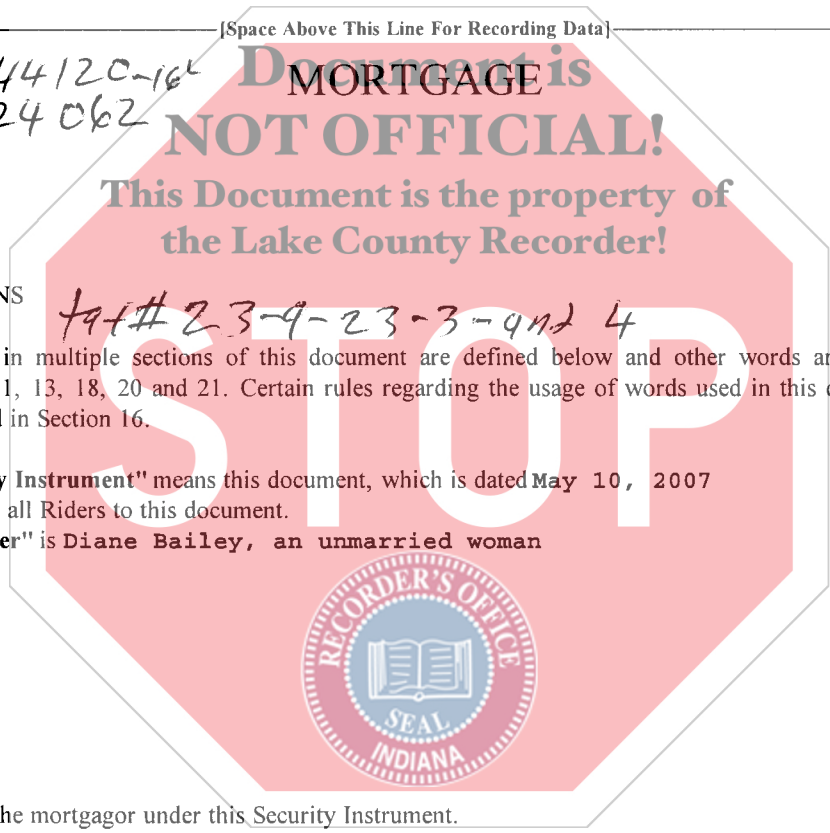 [Space Above This Line For Recording Data]
Document is
MORTGAGE
NOT OFFICIAL!
24062
This Document is the property of
the Lake County Recorder!
NS
23-9-23-3-and 4
STOP
in multiple sections of this document are defined below and other words
1, 13, 18, 20 and 21. Certain rules regarding the usage of words used in this
in Section 16.
Instrument" means this document, which is dated May 10, 2007
all Riders to this document.
er" is Diane Bailey, an unmarried woman
RECORDER'S OFFICE
SEAL
INDIANA
he mortgagor under this Security Instrument.